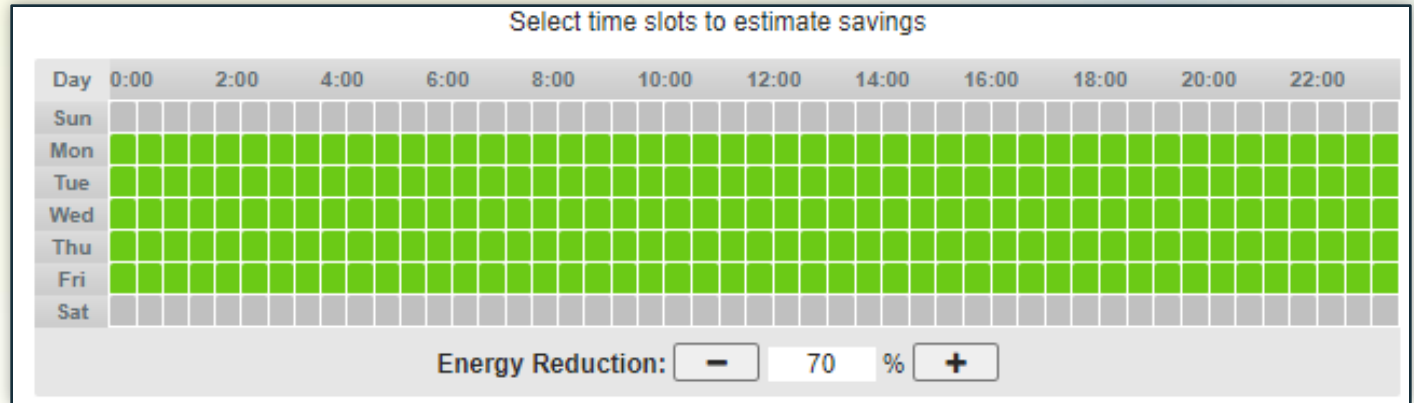 Select time slots to estimate savings
Day 0:00 2:00 4:00 6:00 8:00 10:00 12:00 14:00 16:00 18:00 20:00 22:00
Sun
Mon
Tue
Wed
Thu
Fri
Sat
Energy Reduction: − 70 % +